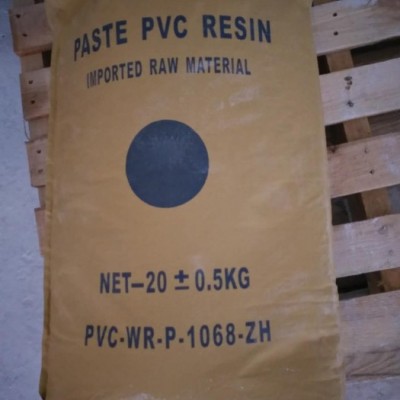 PASTE PVC RESIN
IMPORTED RAW MATERIAL
NET-20 ± 0.5KG
PVC-WR-P-1068-ZH